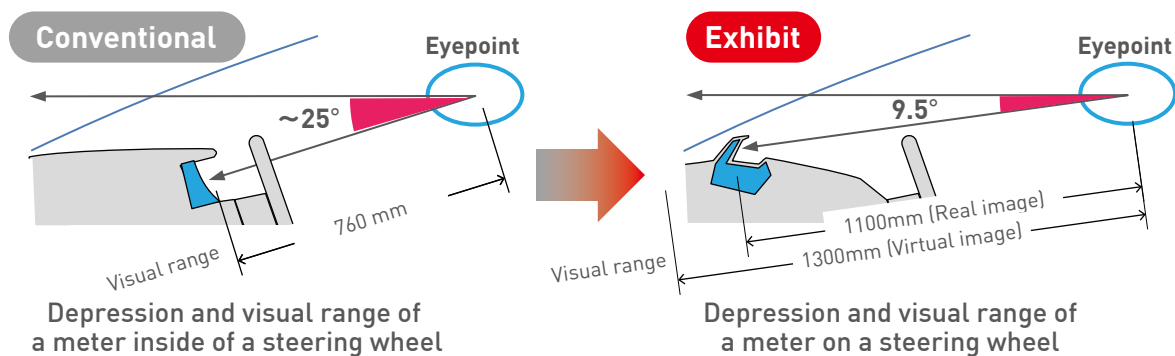 Conventional
Eyepoint
~25°
760 mm
Visual range
Depression and visual range of
a meter inside of a steering wheel
Exhibit
Eyepoint
9.5°
1100mm (Real image)
1300mm (Virtual image)
Visual range
Depression and visual range of
a meter on a steering wheel